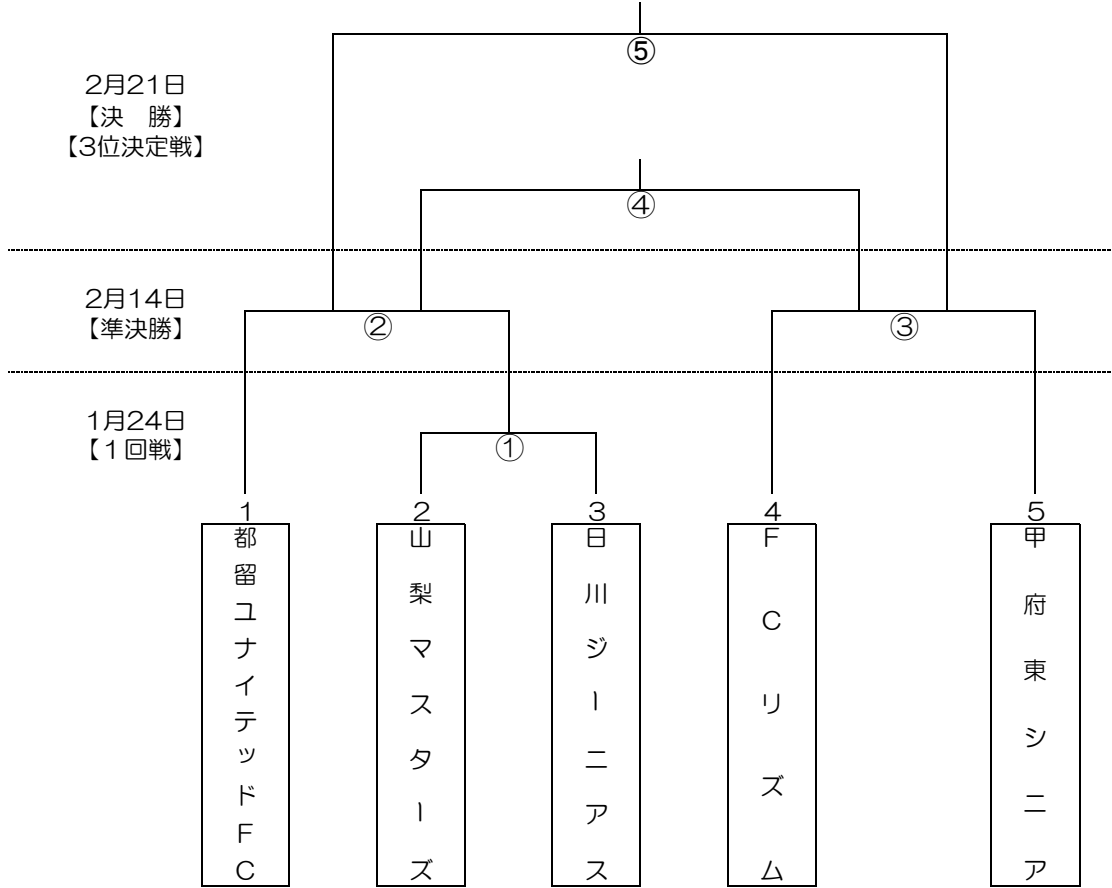 ⑤
2月21日
【決　勝】
【3位決定戦】
④
2月14日
【準決勝】
②
③
1月24日
【1回戦】
①
1
2
3
4
5
都留ユナイテッドFC
山梨マスターズ
日川ジーニアス
FCリズム
甲府東シニア